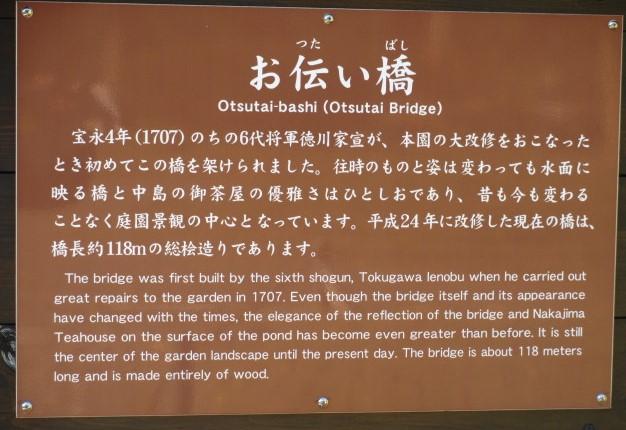 つた ばし
お伝い橋
Otsutai-bashi (Otsutai Bridge)
宝永4年(1707)のちの6代将軍徳川家宣が、本園の大改修をおこなった
とき初めてこの橋を架けられました。往時のものと姿は変わっても水面に
映る橋と中島の御茶屋の優雅さはひとしおであり、昔も今も変わる
ことなく庭園景観の中心となっています。平成24年に改修した現在の橋は、
橋長約118mの総桧造りであります。
The bridge was first built by the sixth shogun, Tokugawa Ienobu when he carried out
great repairs to the garden in 1707. Even though the bridge itself and its appearance
have changed with the times, the elegance of the reflection of the bridge and Nakajima
Teahouse on the surface of the pond has become even greater than before. It is still
the center of the garden landscape until the present day. The bridge is about 118 meters
long and is made entirely of wood.